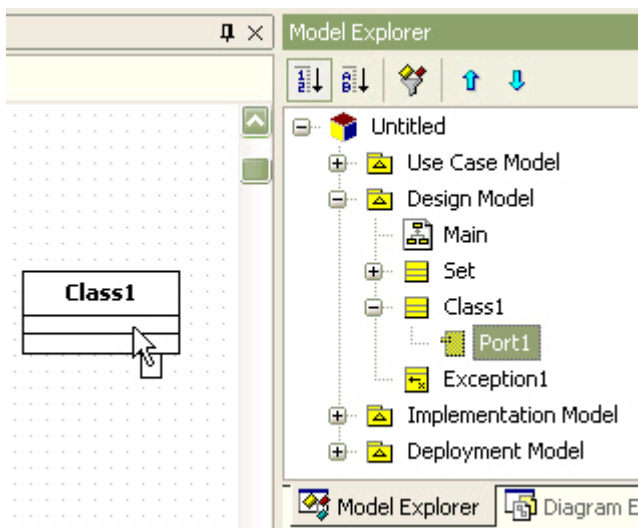 Model Explorer
Untitled
Use Case Model
Design Model
Main
Set
Class1
Class1
Port1
Exception1
Implementation Model
Deployment Model
Model Explorer
Diagram E